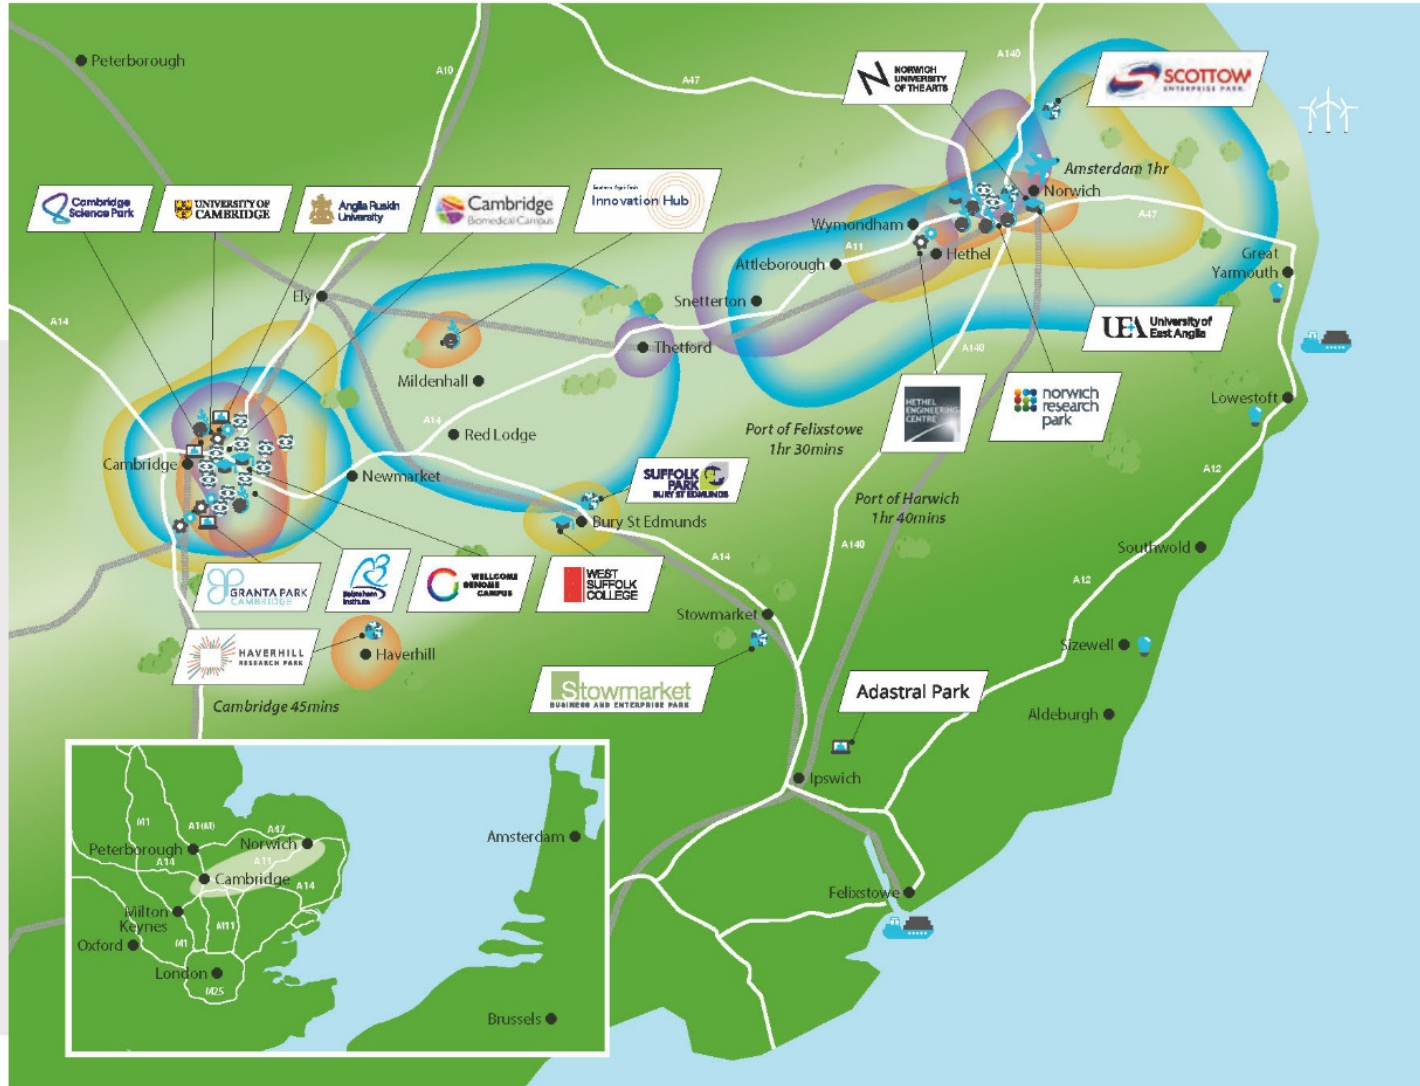 Peterborough
A10
A47
A140
NORWICH
UNIVERSITY
OF THE ARTS
SCOTTOW
ENTERPRISE PARK
Amsterdam 1hr
Norwich
A47
Cambridge
Science Park
UNIVERSITY OF
CAMBRIDGE
Anglia Ruskin
University
Cambridge
Biomedical Campus
Eastern Agri-Tech
Innovation Hub
Wymondham
A11
Hethel
Attleborough
Great
Yarmouth
Snetterton
Ely
A14
Thetford
UEA University of
East Anglia
A140
Mildenhall
A14
Red Lodge
HETHEL
ENGINEERING
CENTRE
norwich
research
park
Lowestoft
Port of Felixstowe
1hr 30mins
Cambridge
Newmarket
SUFFOLK
PARK
BURY ST EDMUNDS
A12
Port of Harwich
1hr 40mins
Bury St Edmunds
A14
A140
Southwold
GRANTA PARK
CAMBRIDGE
Babraham
Institute
WELLCOME
GENOME
CAMPUS
WEST
SUFFOLK
COLLEGE
A12
Stowmarket
HAVERHILL
RESEARCH PARK
Haverhill
Sizewell
Cambridge 45mins
Stowmarket
BUSINESS AND ENTERPRISE PARK
Adastral Park
Aldeburgh
Ipswich
Felixstowe
M1
A1(M)
A47
Norwich
Peterborough
A14
A11
Cambridge
A14
Milton
Keynes
M11
M1
Oxford
London
M25
Amsterdam
Brussels